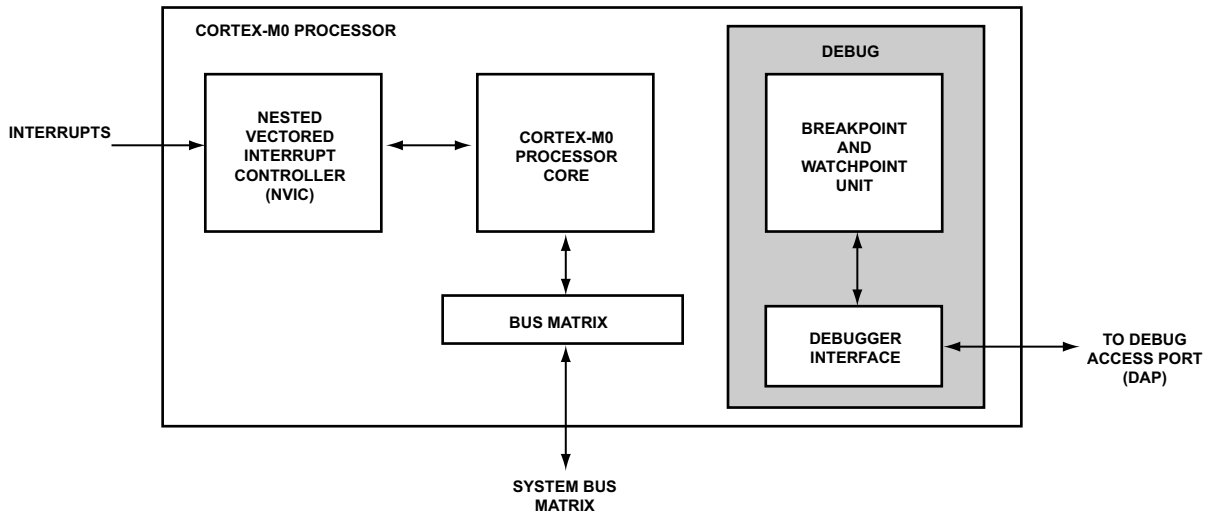 CORTEX-M0 PROCESSOR
DEBUG
INTERRUPTS
NESTED
VECTORED
INTERRUPT
CONTROLLER
(NVIC)
CORTEX-M0
PROCESSOR
CORE
BREAKPOINT
AND
WATCHPOINT
UNIT
BUS MATRIX
DEBUGGER
INTERFACE
TO DEBUG
ACCESS PORT
(DAP)
SYSTEM BUS
MATRIX